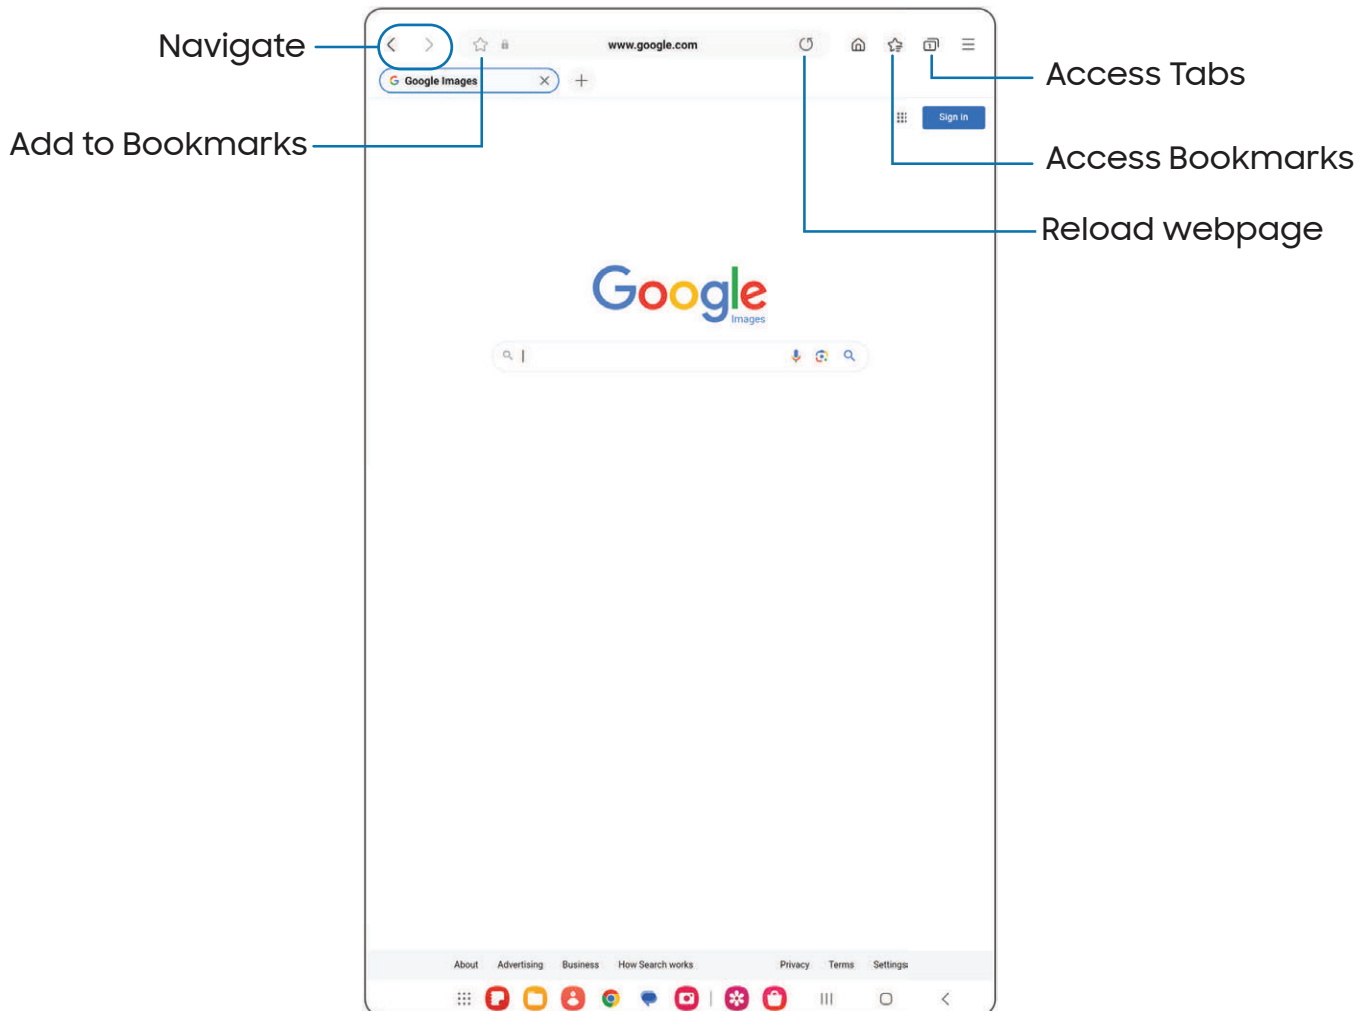 Navigate
www.google.com
1
Google Images
Access Tabs
Sign in
Add to Bookmarks
Access Bookmarks
Reload webpage
Google
Images
About Advertising Business How Search works Privacy Terms Settings